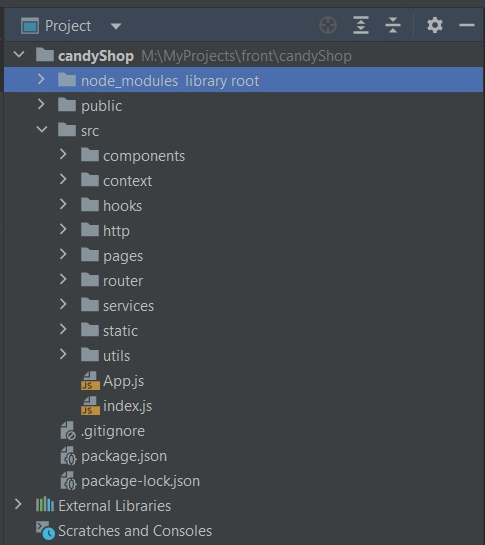 Project
candyShop M:\MyProjects\front\candyShop
node_modules library root
public
src
components
context
hooks
http
pages
router
services
static
utils
JS App.js
JS index.js
.gitignore
package.json
package-lock.json
External Libraries
Scratches and Consoles